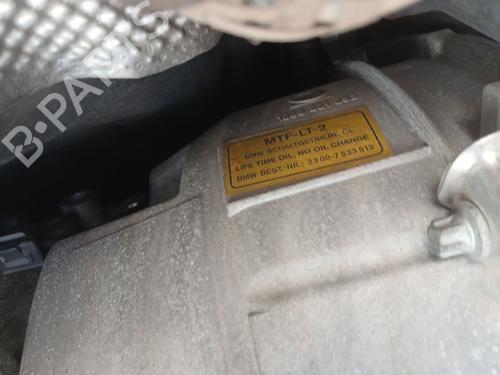 B-PARTS
MTF-LT-2
BMW SCHALTGETRIEBE ÖL
LIFE TIME OIL, NO OIL CHANGE
BMW BEST.-NR.: 23 00-7 533 513